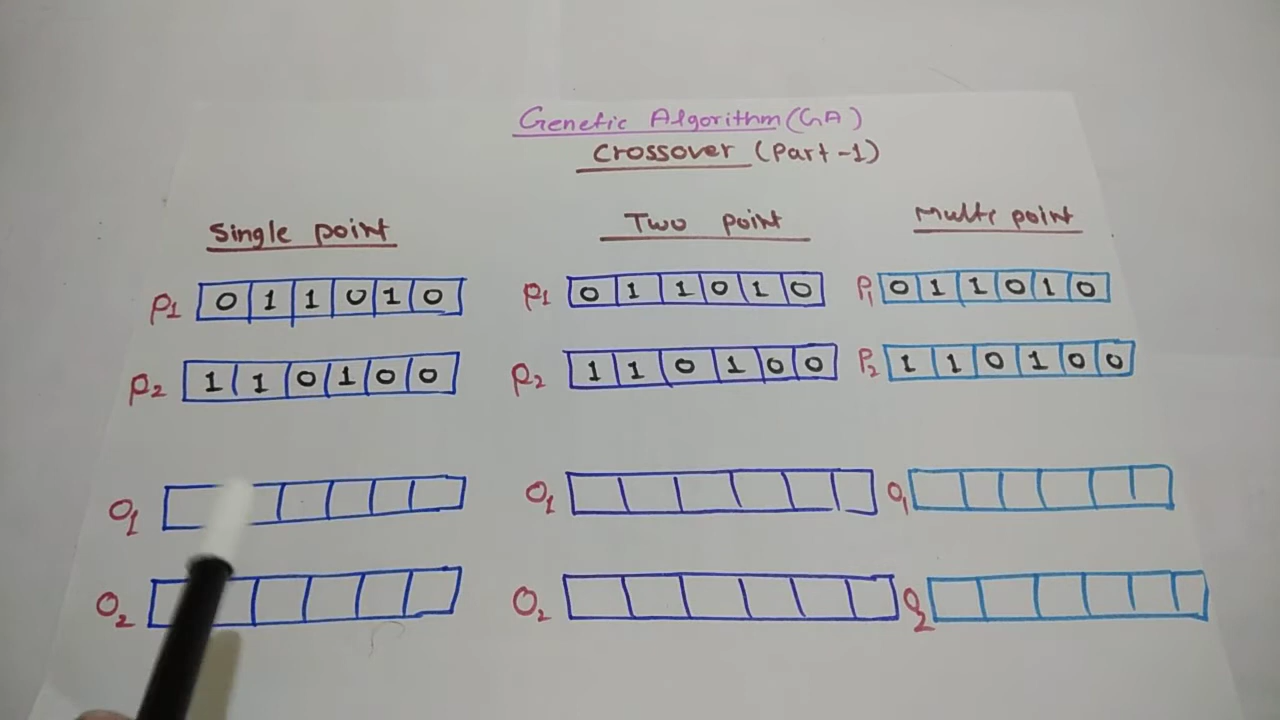 Genetic Algorithm (GA)
Crossover (Part-1)
Single point Two point Multi point
P1 0 1 1 0 1 0 P1 0 1 1 0 1 0 P1 0 1 1 0 1 0
P2 1 1 0 1 0 0 P2 1 1 0 1 0 0 P2 1 1 0 1 0 0
O1 O1 O1
O2 O2 O2